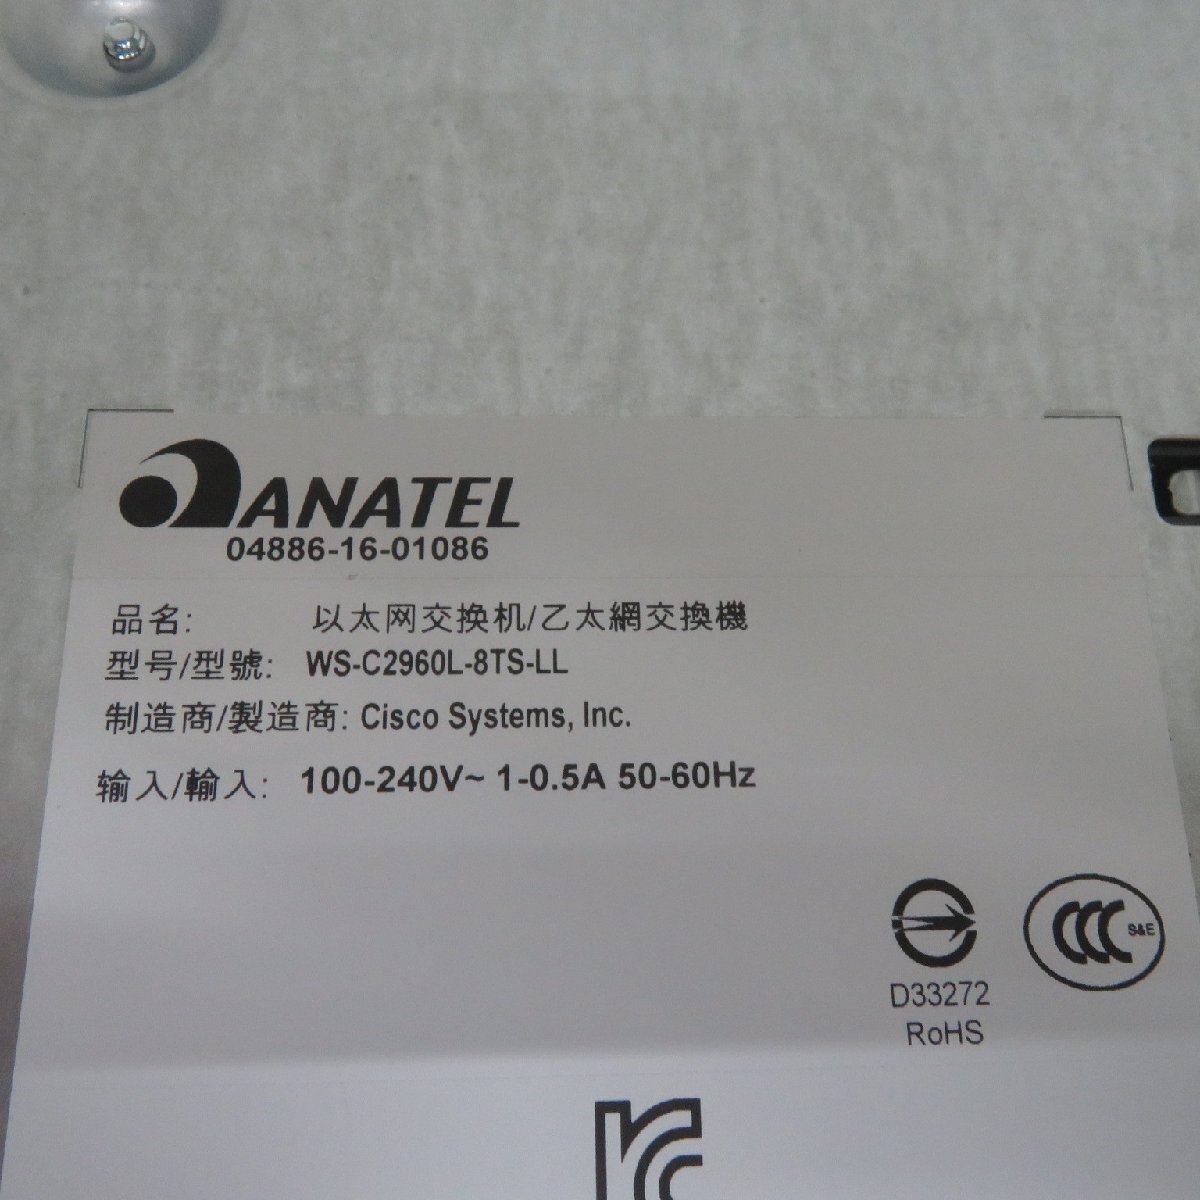 ANATEL
04886-16-01086
品名: 以太网交换机/乙太網交換機
型号/型號: WS-C2960L-8TS-LL
制造商/製造商: Cisco Systems, Inc.
输入/輸入: 100-240V~ 1-0.5A 50-60Hz
CCC S&E
D33272
RoHS